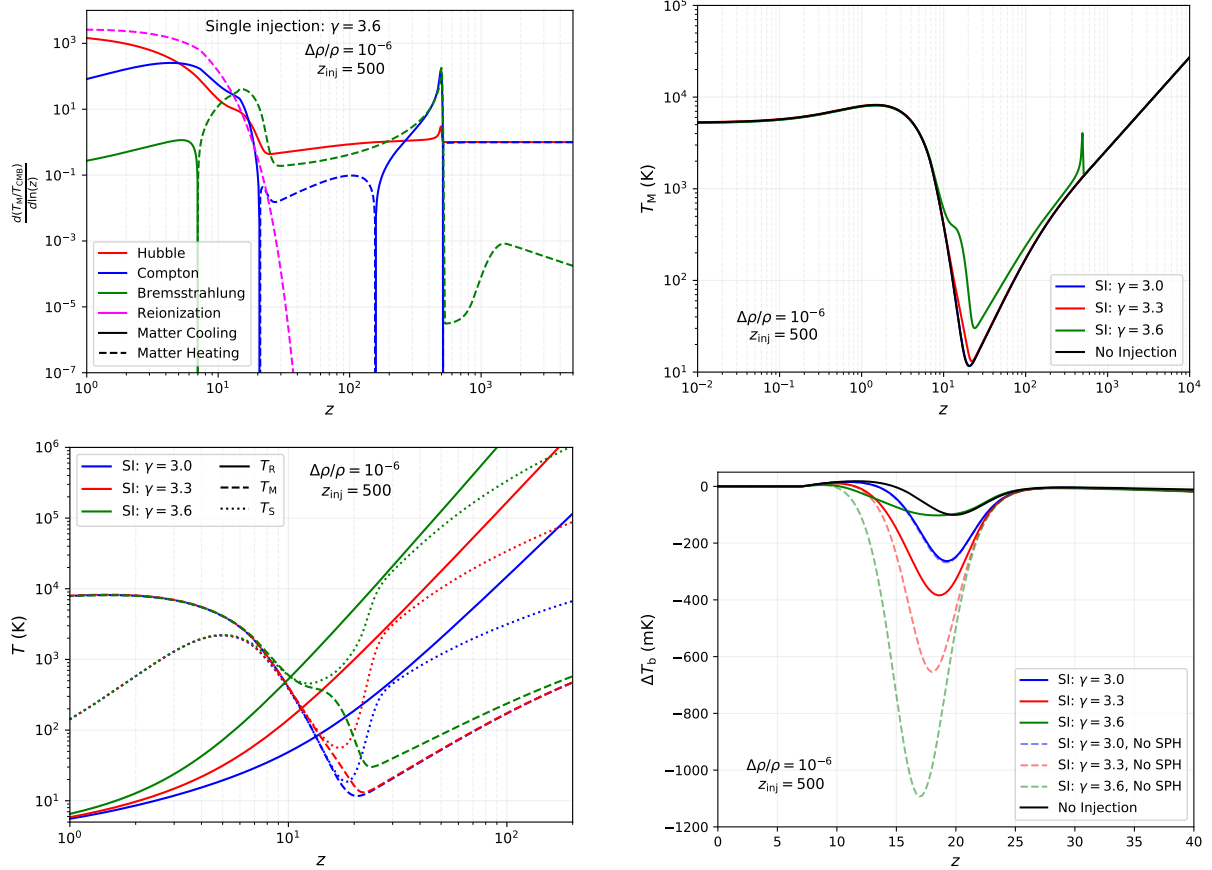 Single injection: γ = 3.6
Δρ/ρ = 10⁻⁶
z_inj = 500
d(T_M/T_CMB)
dln(z)
10³
10¹
10⁻¹
10⁻³
10⁻⁵
10⁻⁷
Hubble
Compton
Bremsstrahlung
Reionization
Matter Cooling
Matter Heating
10⁰ 10¹ 10² 10³
z
T_M (K)
10⁵
10⁴
10³
10²
10¹
Δρ/ρ = 10⁻⁶
z_inj = 500
SI: γ = 3.0
SI: γ = 3.3
SI: γ = 3.6
No Injection
10⁻² 10⁻¹ 10⁰ 10¹ 10² 10³ 10⁴
z
T (K)
10⁶
10⁵
10⁴
10³
10²
10¹
SI: γ = 3.0 T_R
SI: γ = 3.3 T_M
SI: γ = 3.6 T_S
Δρ/ρ = 10⁻⁶
z_inj = 500
10⁰ 10¹ 10²
z
ΔT_b (mK)
0
−200
−400
−600
−800
−1000
−1200
Δρ/ρ = 10⁻⁶
z_inj = 500
SI: γ = 3.0
SI: γ = 3.3
SI: γ = 3.6
SI: γ = 3.0, No SPH
SI: γ = 3.3, No SPH
SI: γ = 3.6, No SPH
No Injection
0 5 10 15 20 25 30 35 40
z